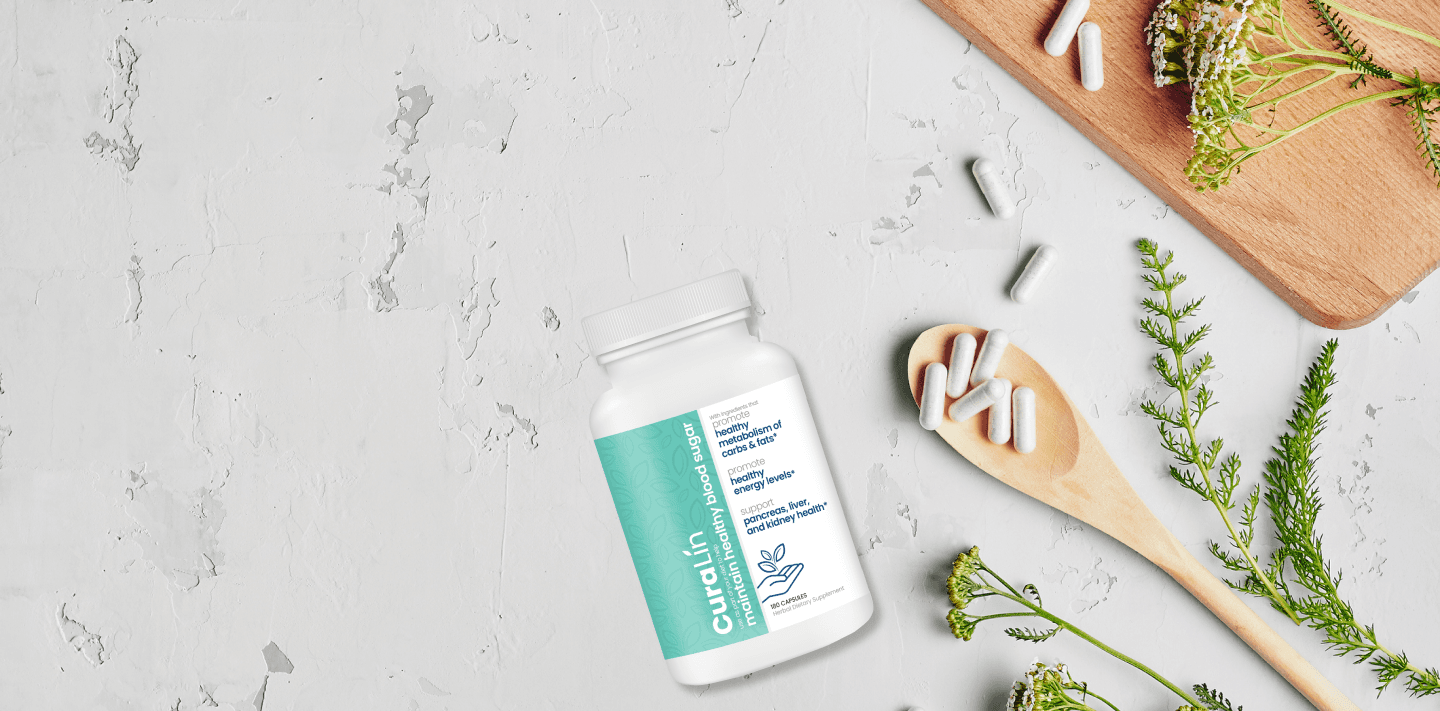 CuraLin
maintain healthy blood sugar
With ingredients that
promote
healthy
metabolism of
carbs & fats*
promote
healthy
energy levels*
support
pancreas, liver,
and kidney health*
180 CAPSULES
Herbal Dietary Supplement